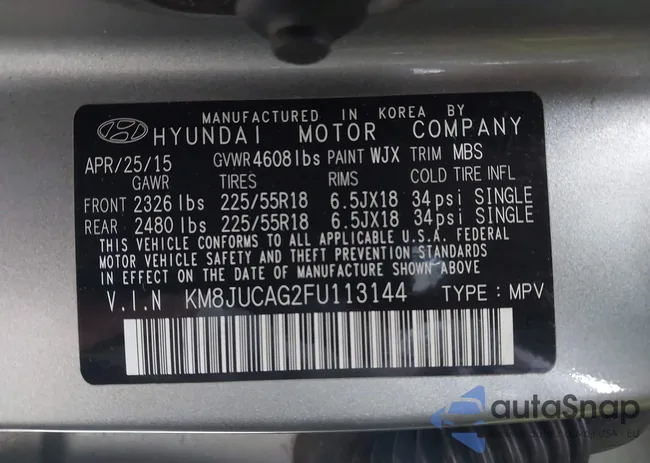 MANUFACTURED IN KOREA BY
HYUNDAI MOTOR COMPANY
APR/25/15 GVWR 4608lbs PAINT WJX TRIM MBS
GAWR TIRES RIMS COLD TIRE INFL
FRONT 2326 lbs 225/55R18 6.5JX18 34psi SINGLE
REAR 2480 lbs 225/55R18 6.5JX18 34psi SINGLE
THIS VEHICLE CONFORMS TO ALL APPLICABLE U.S.A. FEDERAL
MOTOR VEHICLE SAFETY AND THEFT PREVENTION STANDARDS
IN EFFECT ON THE DATE OF MANUFACTURE SHOWN ABOVE
V.I.N KM8JUCAG2FU113144 TYPE : MPV
autoSnap